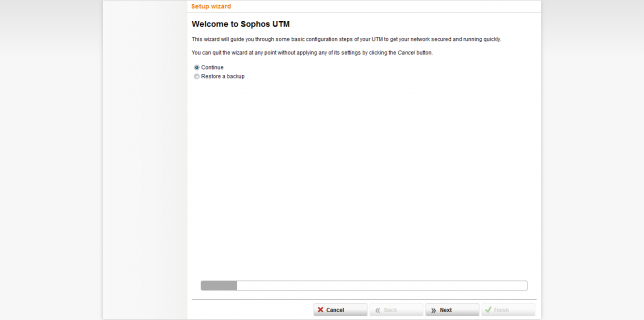 Setup wizard
Welcome to Sophos UTM
This wizard will guide you through some basic configuration steps of your UTM to get your network secured and running quickly.
You can quit the wizard at any point without applying any of its settings by clicking the Cancel button.
Continue
Restore a backup
Cancel
Back
Next
Finish